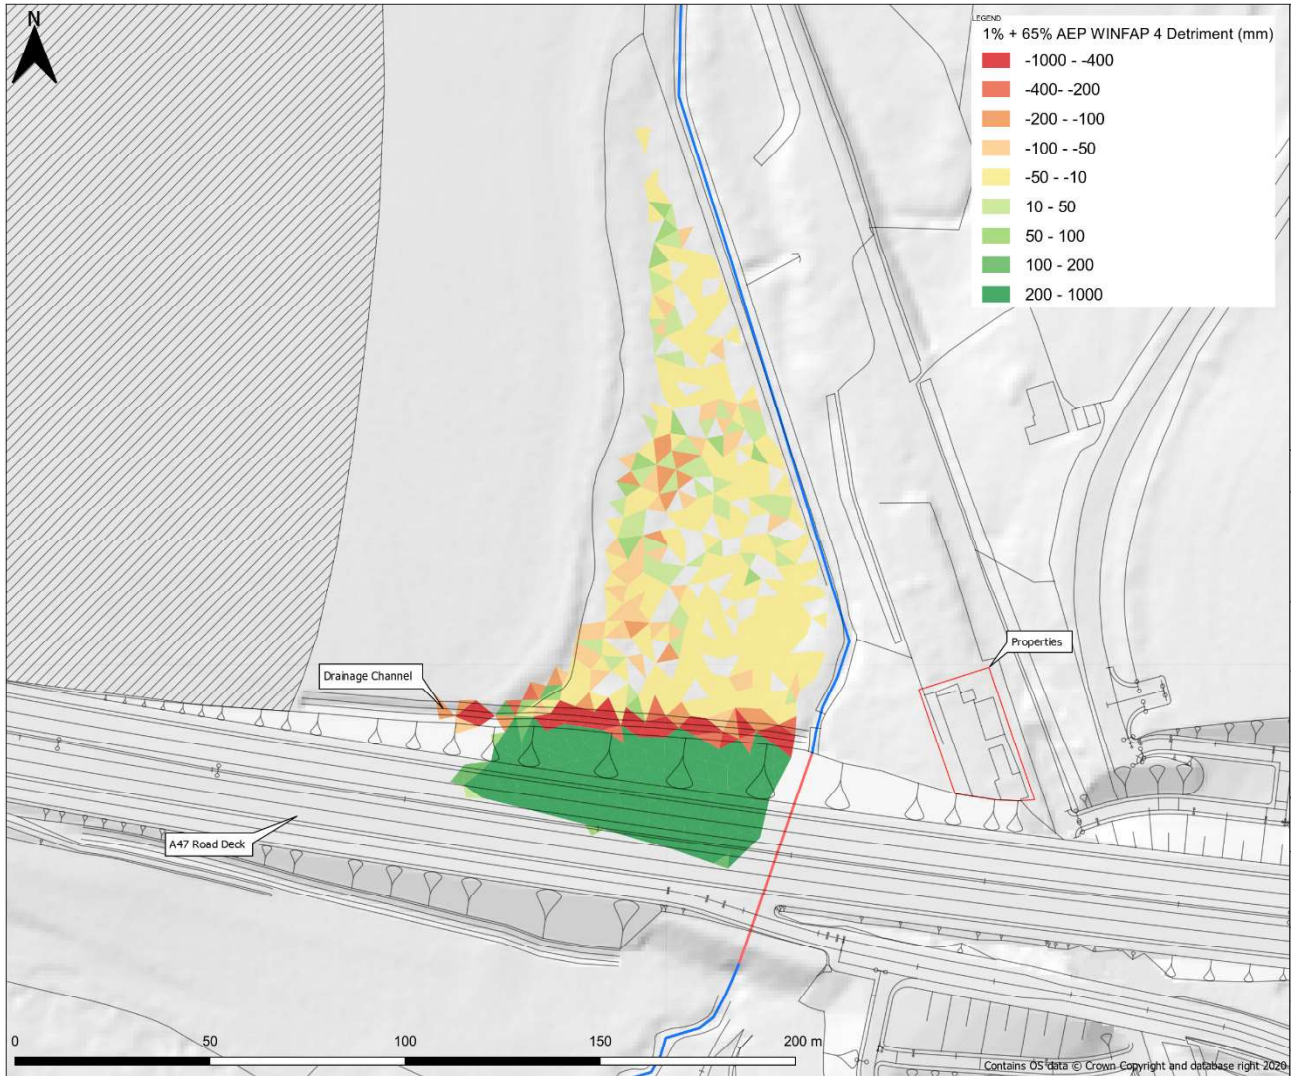 N
LEGEND
1% + 65% AEP WINFAP 4 Detriment (mm)
-1000 - -400
-400- -200
-200 - -100
-100 - -50
-50 - -10
10 - 50
50 - 100
100 - 200
200 - 1000
Properties
Drainage Channel
A47 Road Deck
0 50 100 150 200 m
Contains OS data © Crown Copyright and database right 2020